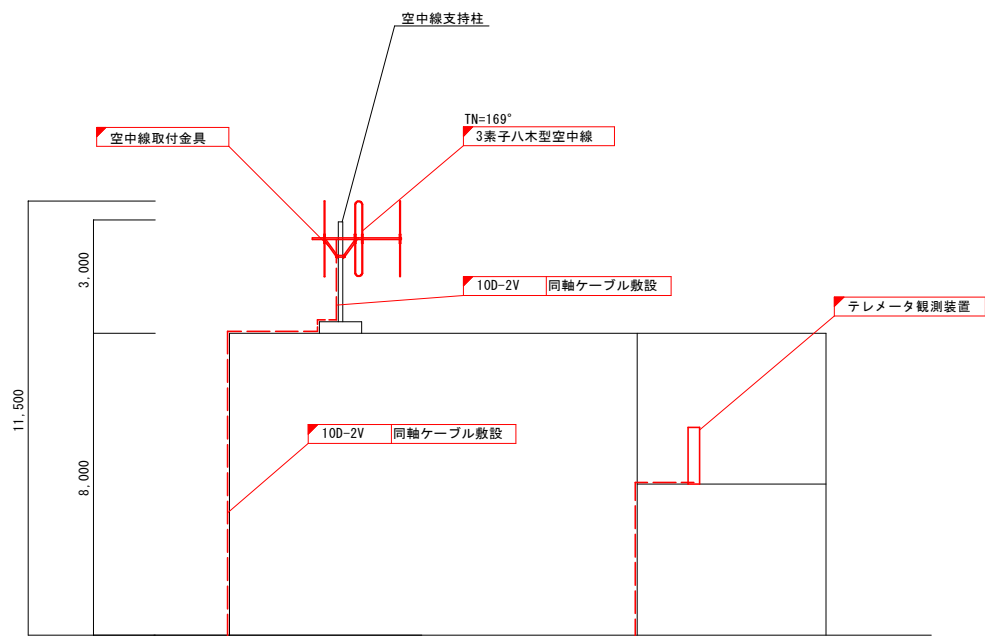 空中線支持柱
TN=169°
空中線取付金具
3素子八木型空中線
3,000
10D-2V 同軸ケーブル敷設
テレメータ観測装置
11,500
10D-2V 同軸ケーブル敷設
8,000